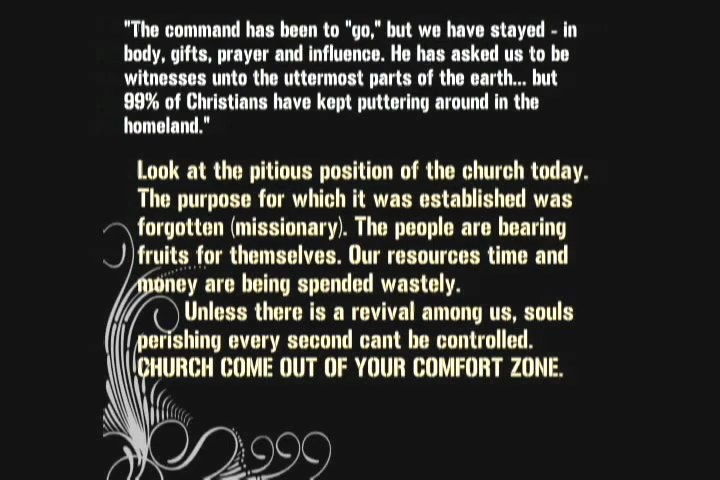 "The command has been to "go," but we have stayed - in
body, gifts, prayer and influence. He has asked us to be
witnesses unto the uttermost parts of the earth... but
99% of Christians have kept puttering around in the
homeland."
Look at the pitious position of the church today.
The purpose for which it was established was
forgotten (missionary). The people are bearing
fruits for themselves. Our resources time and
money are being spended wastely.
Unless there is a revival among us, souls
perishing every second cant be controlled.
CHURCH COME OUT OF YOUR COMFORT ZONE.